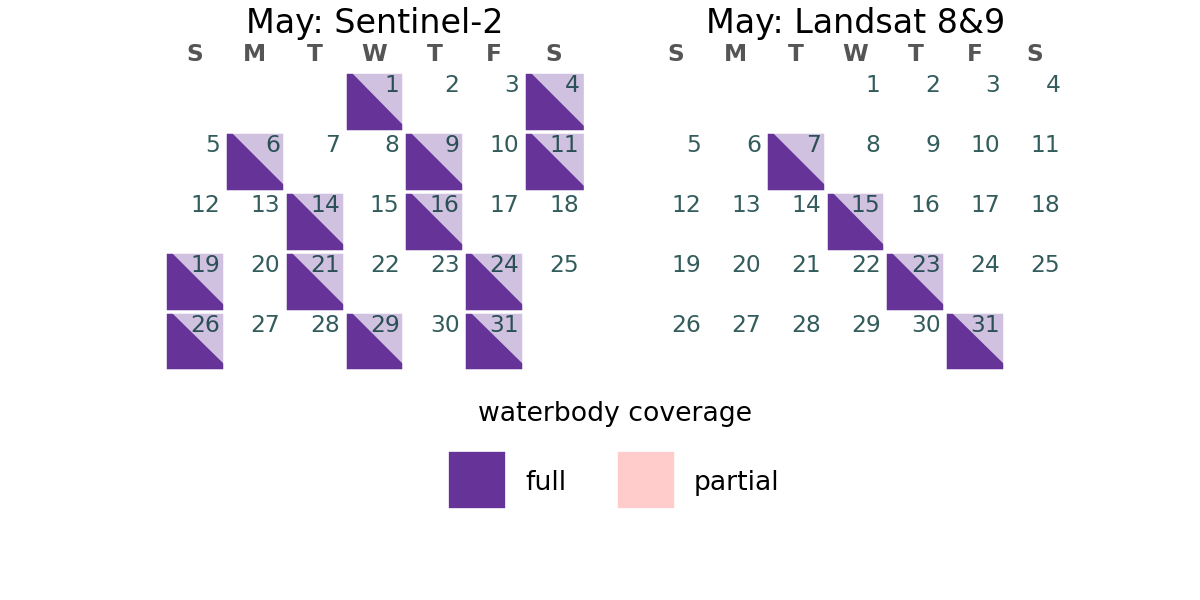 May: Sentinel-2
S M T W T F S
1 2 3 4
5 6 7 8 9 10 11
12 13 14 15 16 17 18
19 20 21 22 23 24 25
26 27 28 29 30 31
May: Landsat 8&9
S M T W T F S
1 2 3 4
5 6 7 8 9 10 11
12 13 14 15 16 17 18
19 20 21 22 23 24 25
26 27 28 29 30 31
waterbody coverage
full partial